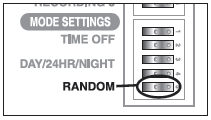 MODE SETTINGS
TIME OFF
DAY/24HR/NIGHT
RANDOM